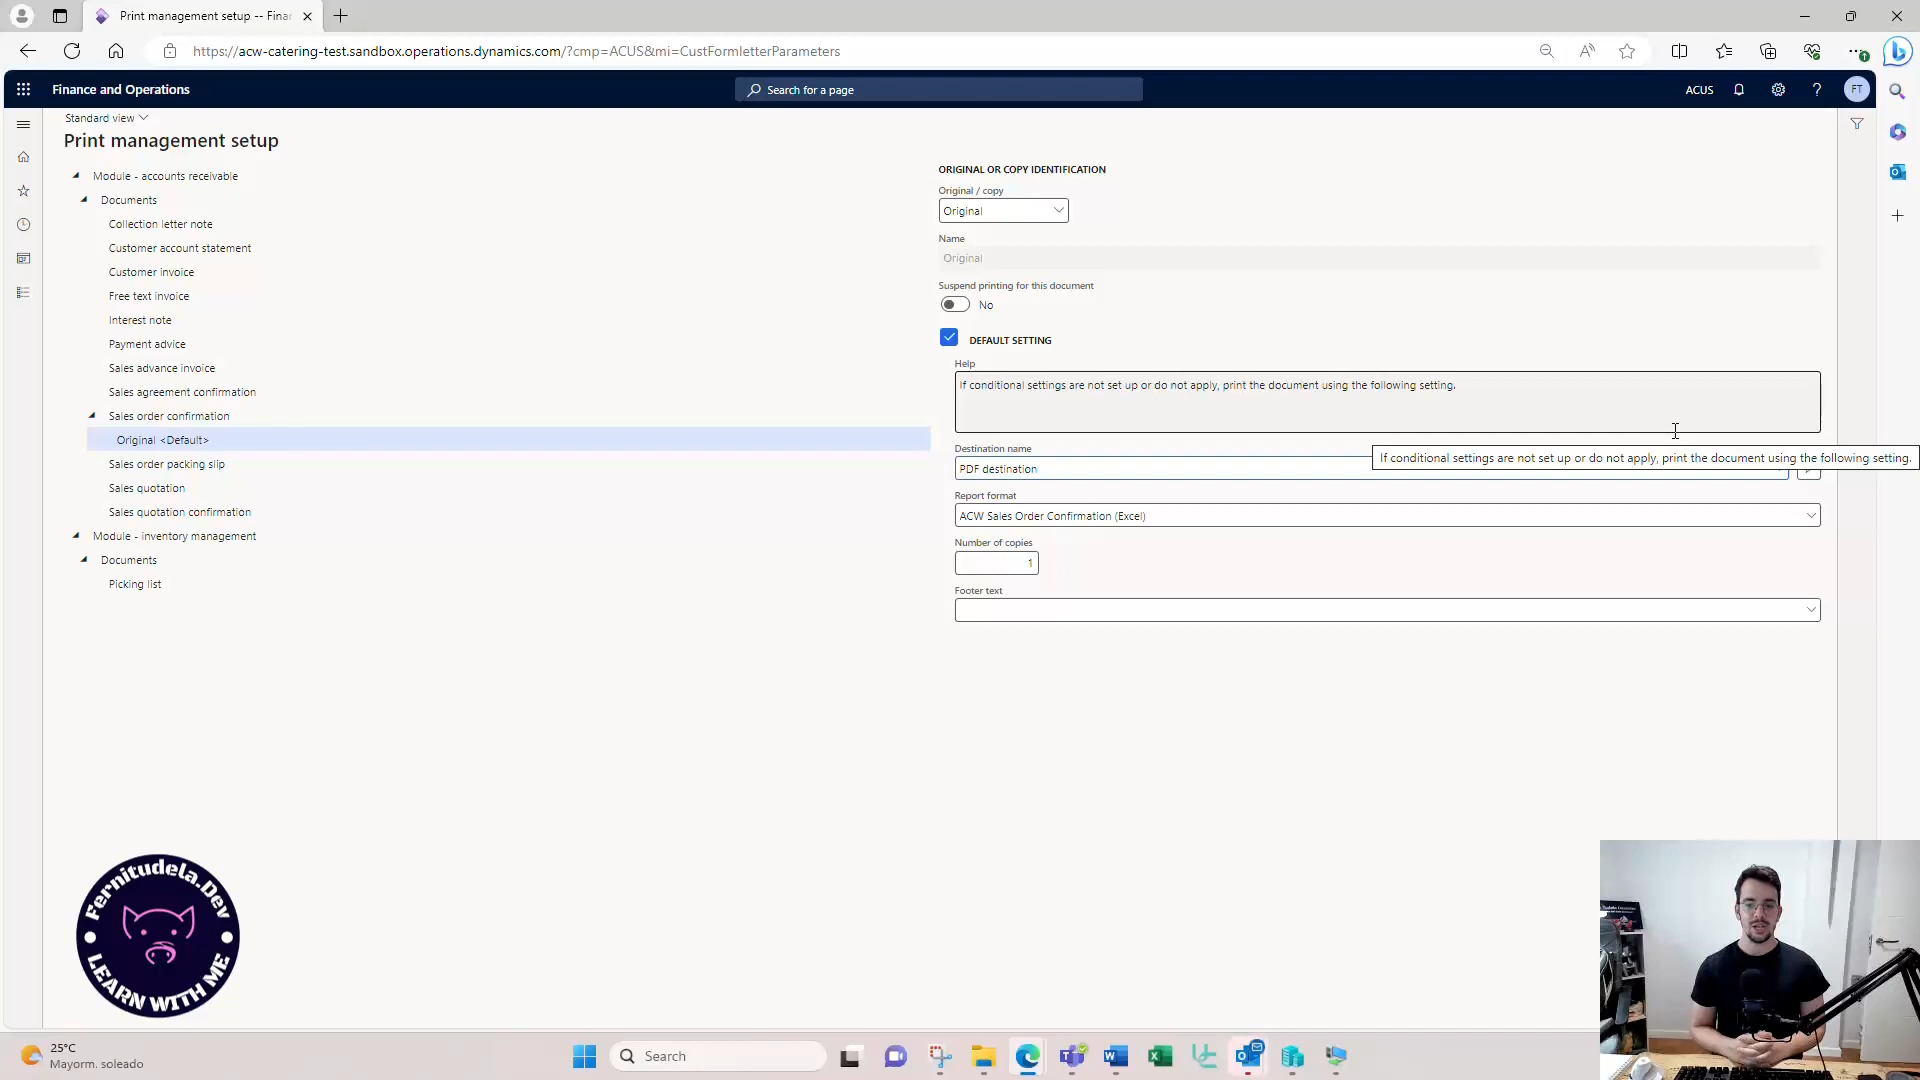 Print management setup -- Finan
https://acw-catering-test.sandbox.operations.dynamics.com/?cmp=ACUS&mi=CustFormletterParameters
Finance and Operations
Search for a page
ACUS
?
FT
Standard view
Print management setup
Module - accounts receivable
Documents
Collection letter note
Customer account statement
Customer invoice
Free text invoice
Interest note
Payment advice
Sales advance invoice
Sales agreement confirmation
Sales order confirmation
Original <Default>
Sales order packing slip
Sales quotation
Sales quotation confirmation
Module - inventory management
Documents
Picking list
ORIGINAL OR COPY IDENTIFICATION
Original / copy
Original
Name
Original
Suspend printing for this document
No
DEFAULT SETTING
Help
If conditional settings are not set up or do not apply, print the document using the following setting.
Destination name
PDF destination
If conditional settings are not set up or do not apply, print the document using the following setting.
Report format
ACW Sales Order Confirmation (Excel)
Number of copies
1
Footer text
Fernitudela.Dev
LEARN WITH ME
25°C
Mayorm. soleado
Search